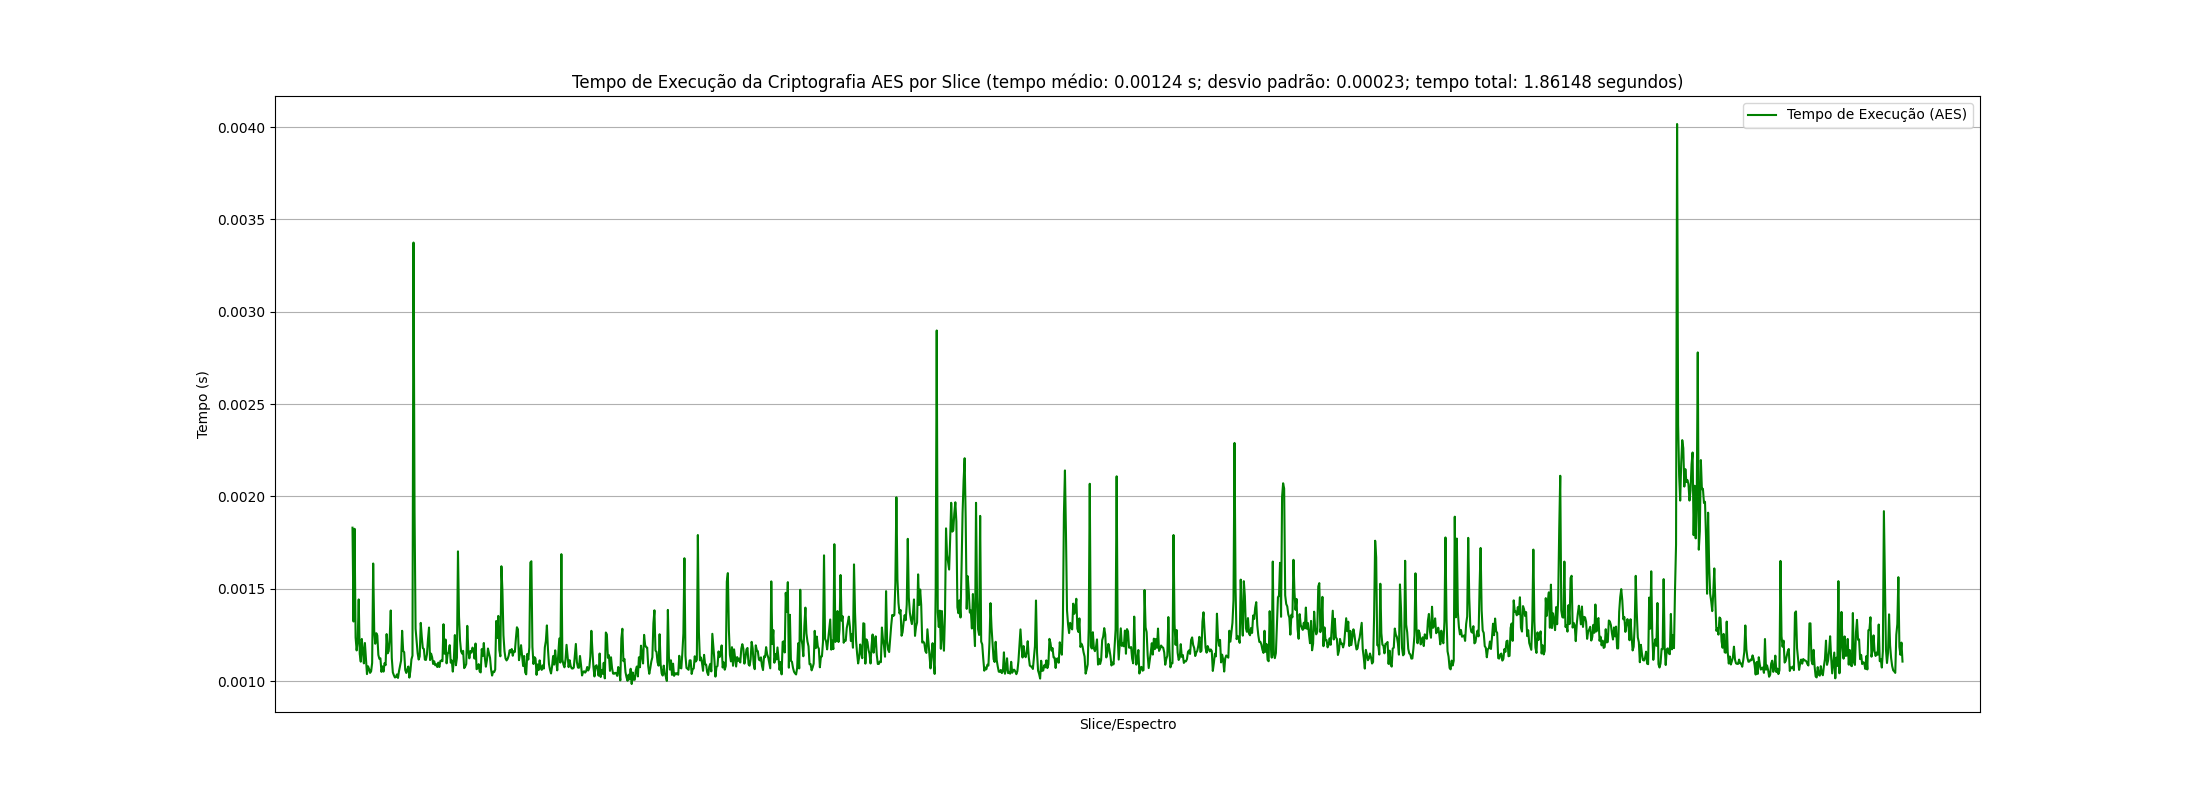 Tempo de Execução da Criptografia AES por Slice (tempo médio: 0.00124 s; desvio padrão: 0.00023; tempo total: 1.86148 segundos)
Tempo de Execução (AES)
0.0040
0.0035
0.0030
0.0025
0.0020
0.0015
0.0010
Tempo (s)
Slice/Espectro